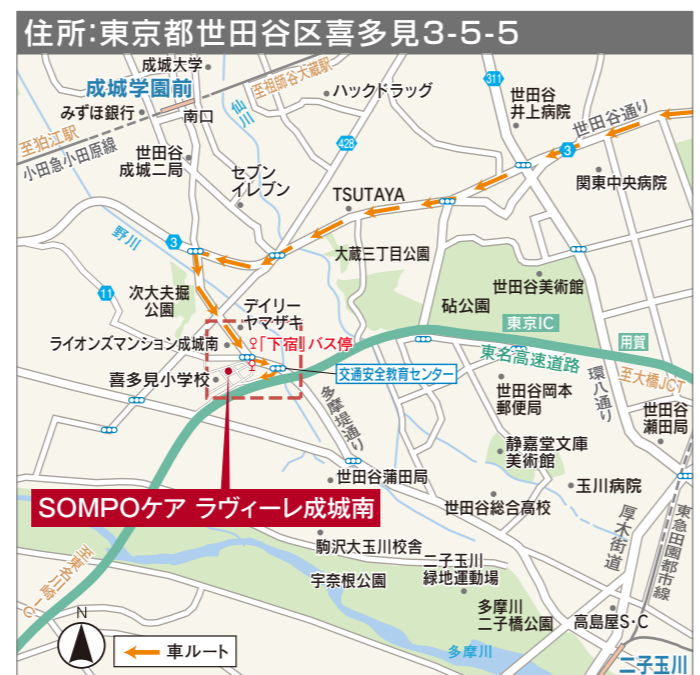 住所:東京都世田谷区喜多見3-5-5
成城大学
成城学園前
至祖師谷大蔵駅
みずほ銀行
南口
仙川
ハックドラッグ
311
世田谷
井上病院
世田谷通り
至狛江駅
小田急小田原線
世田谷
成城二局
セブン
イレブン
428
3
関東中央病院
TSUTAYA
野川
3
大蔵三丁目公園
11
次大夫堀
公園
世田谷美術館
砧公園
デイリー
ヤマザキ
ライオンズマンション成城南
「下宿」バス停
東京IC
用賀
東名高速道路
交通安全教育センター
喜多見小学校
環八通り
至大橋JCT
多摩堤通り
世田谷岡本
郵便局
世田谷
瀬田局
静嘉堂文庫
美術館
世田谷蒲田局
玉川病院
SOMPOケア ラヴィーレ成城南
世田谷総合高校
厚木街道
東急田園都市線
駒沢大玉川校舎
二子玉川
緑地運動場
宇奈根公園
至東名川崎IC
多摩川
二子橋公園
高島屋S・C
N
車ルート
多摩川
二子玉川